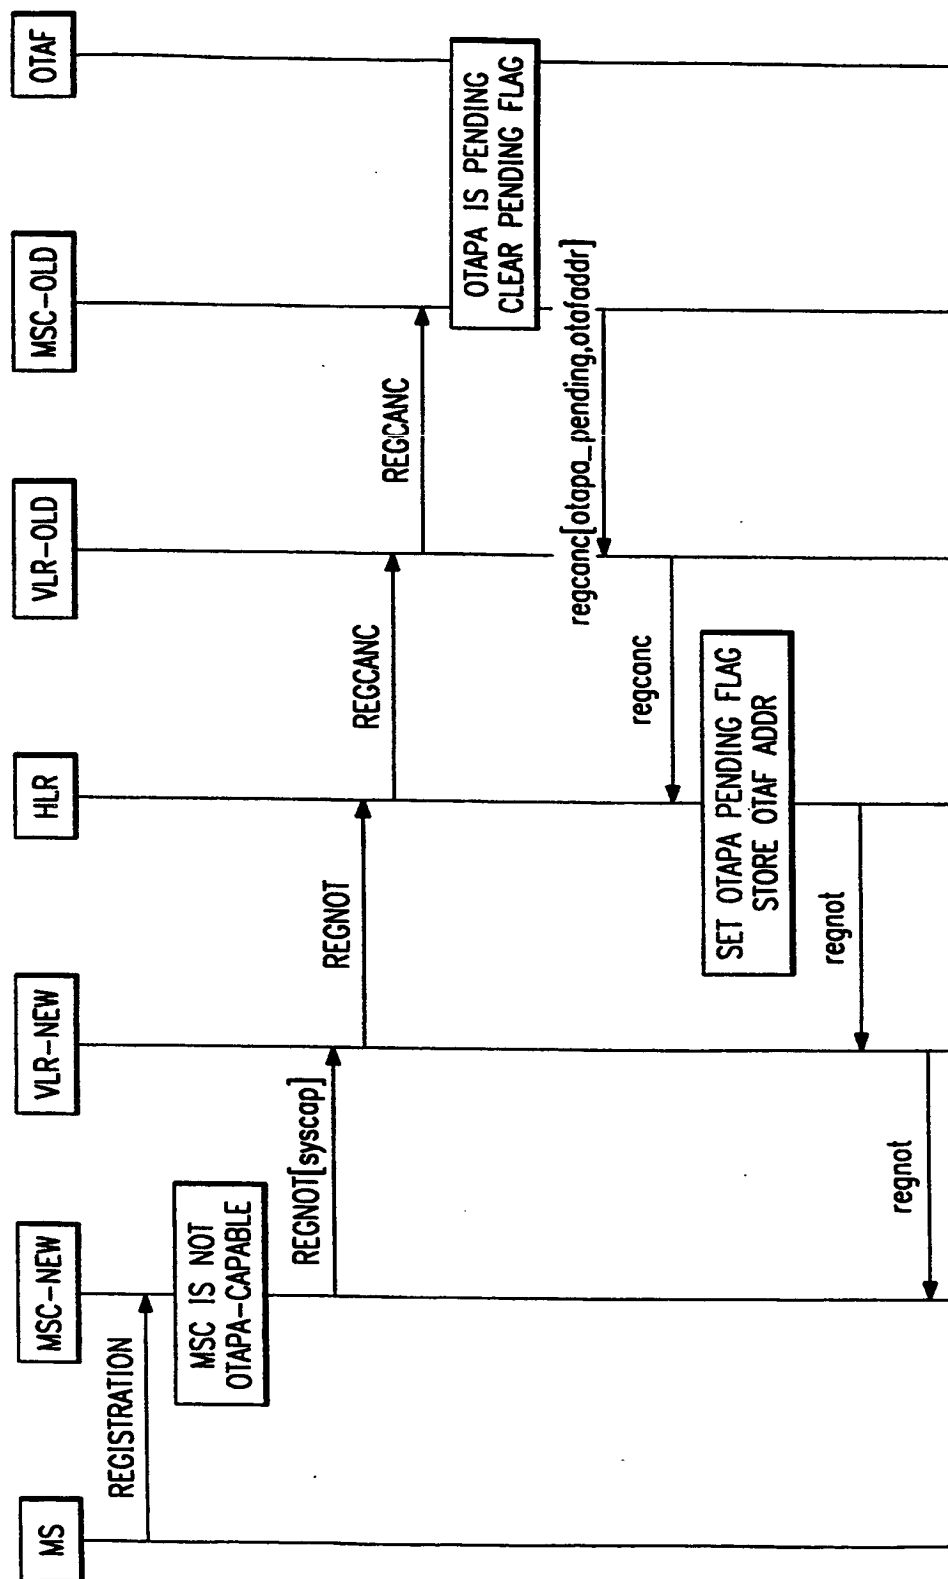 MS
MSC-NEW
VLR-NEW
HLR
VLR-OLD
MSC-OLD
OTAF
REGISTRATION
MSC IS NOT
OTAPA-CAPABLE
REGNOT[syscap]
REGNOT
REGCANC
REGCANC
OTAPA IS PENDING
CLEAR PENDING FLAG
regcanc[otapa_pending,otafaddr]
regcanc
SET OTAPA PENDING FLAG
STORE OTAF ADDR
regnot
regnot